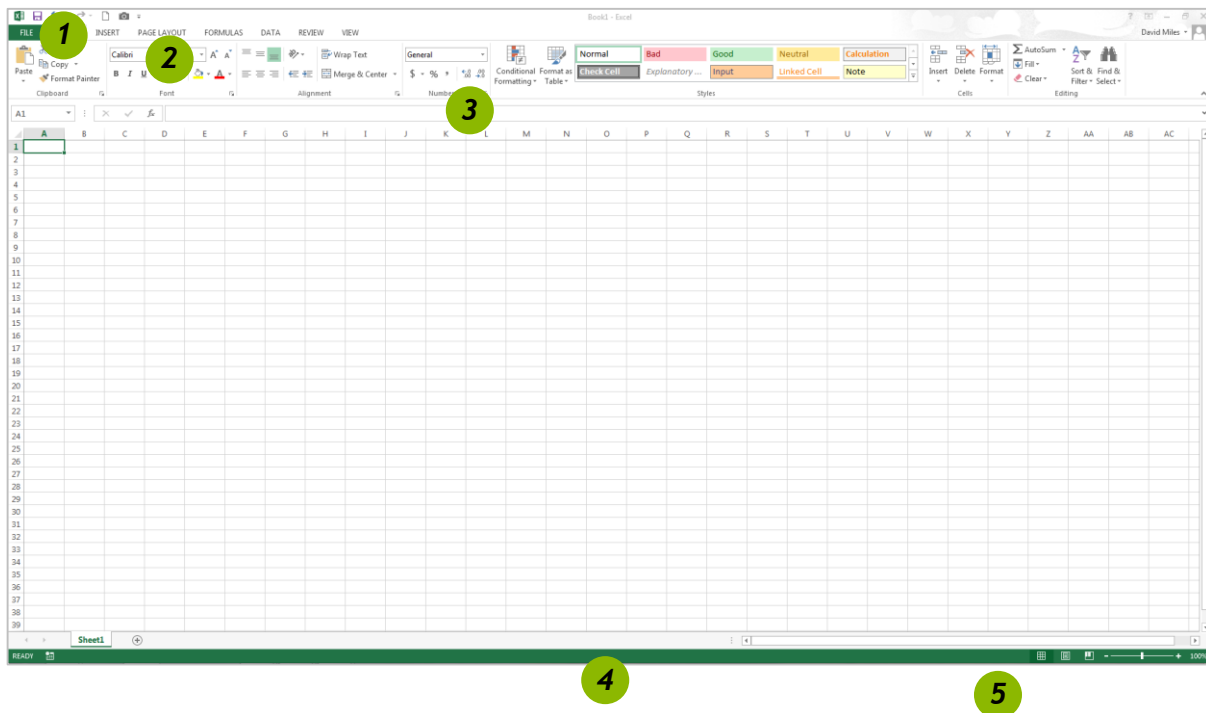 Book1 - Excel
?
1
FILE INSERT PAGE LAYOUT FORMULAS DATA REVIEW VIEW David Miles
2
Paste Copy Format Painter
Clipboard
Calibri A A
B I U A
Font
Wrap Text
Merge & Center
Alignment
General
$ % ,
Number
3
Conditional Formatting Format as Table
Normal Bad Good Neutral Calculation
Check Cell Explanatory ... Input Linked Cell Note
Styles
Insert Delete Format
Cells
Σ AutoSum
Fill
Clear
Sort & Filter Find & Select
Editing
A1 fx
A B C D E F G H I J K L M N O P Q R S T U V W X Y Z AA AB AC
1
2
3
4
5
6
7
8
9
10
11
12
13
14
15
16
17
18
19
20
21
22
23
24
25
26
27
28
29
30
31
32
33
34
35
36
37
38
39
Sheet1
READY 100%
4
5